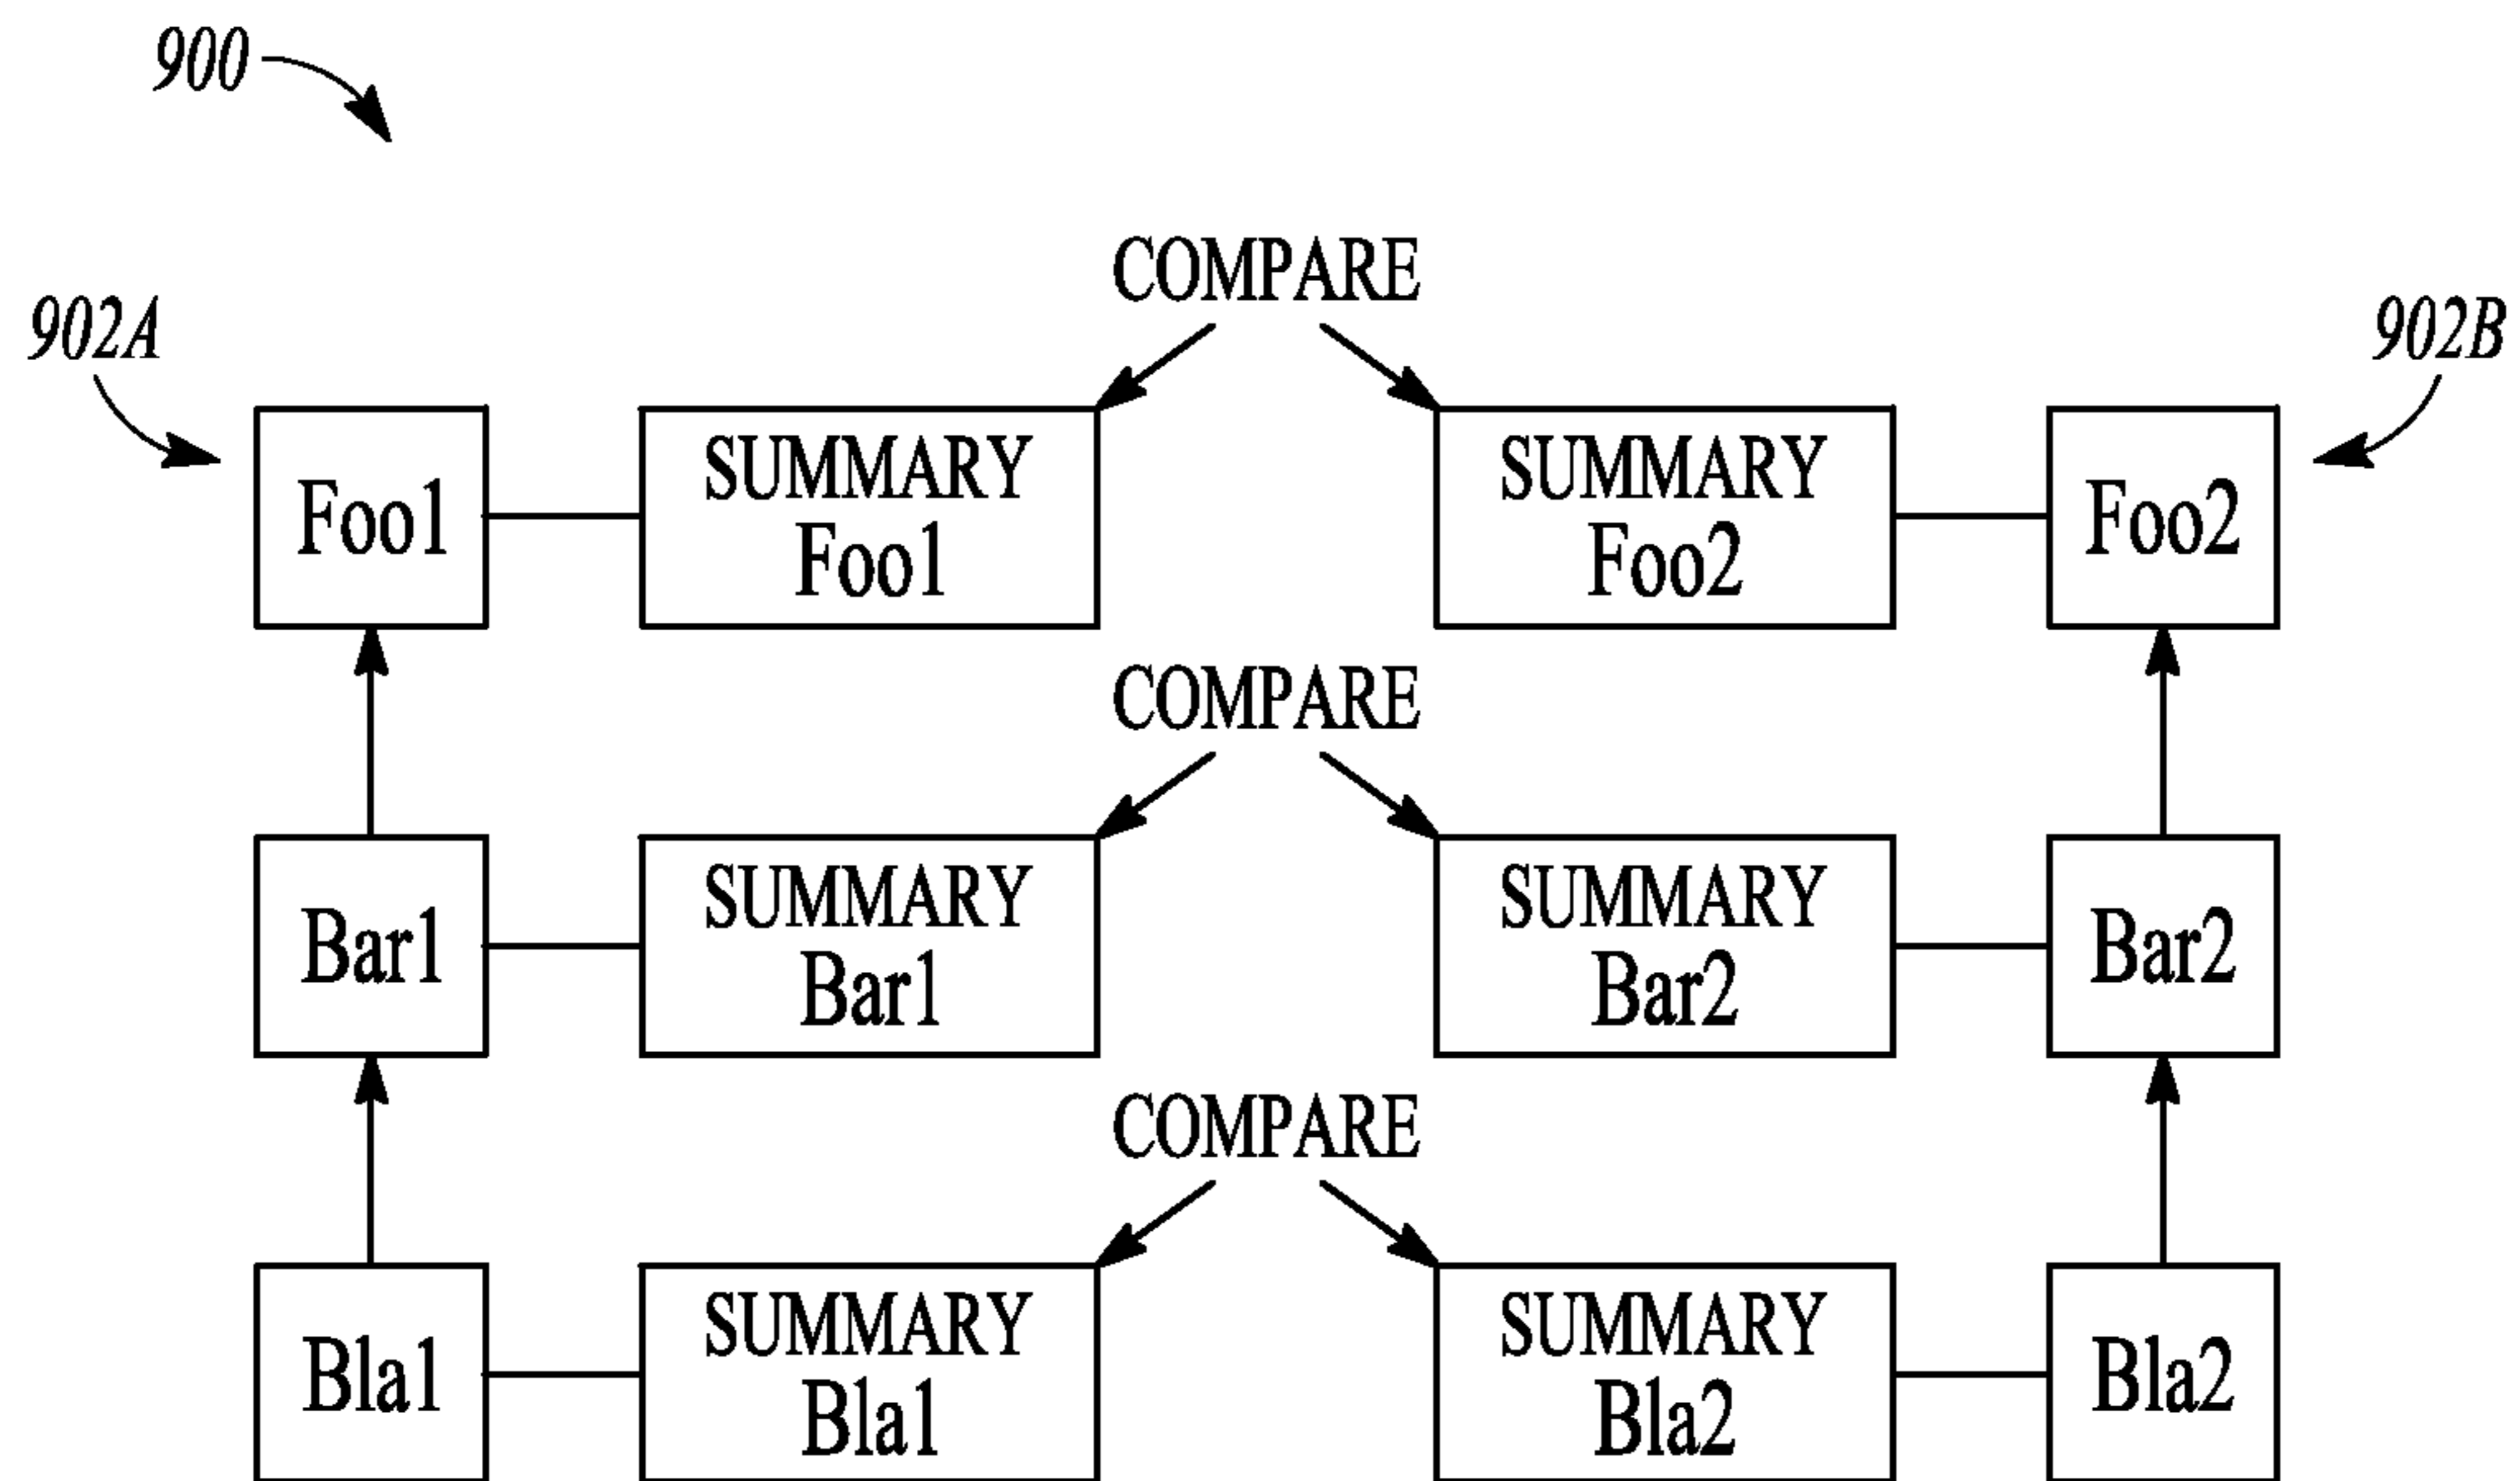 900
COMPARE
902A
902B
Foo1
SUMMARY
Foo1
SUMMARY
Foo2
Foo2
COMPARE
Bar1
SUMMARY
Bar1
SUMMARY
Bar2
Bar2
COMPARE
Bla1
SUMMARY
Bla1
SUMMARY
Bla2
Bla2